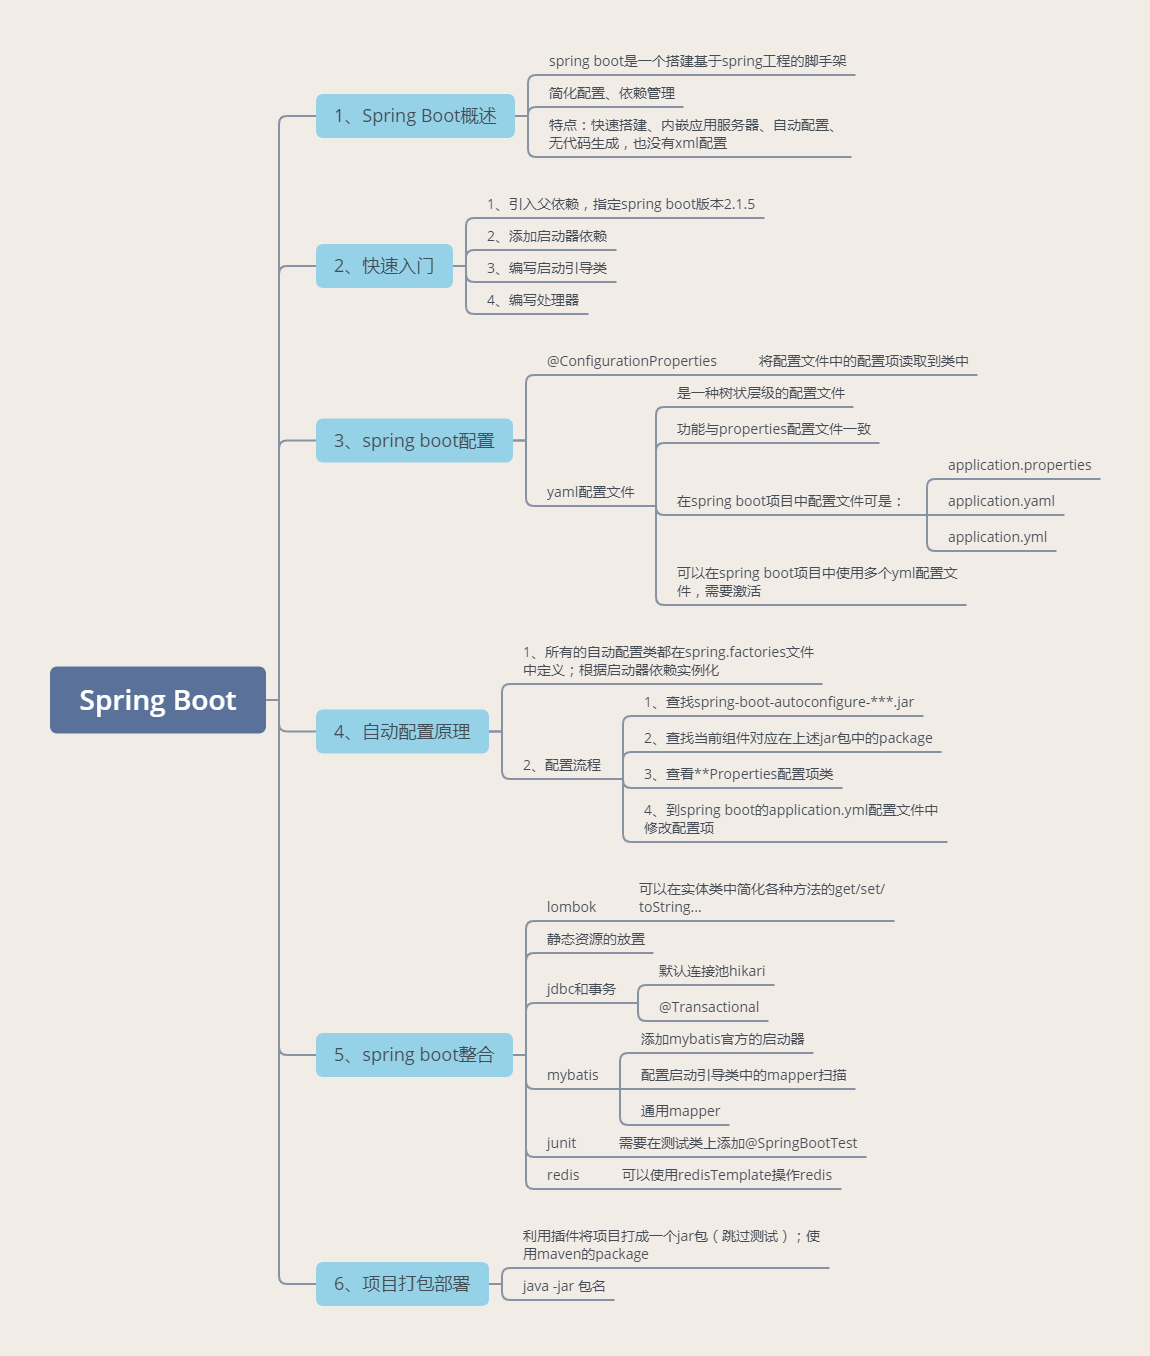 Spring Boot
1、Spring Boot概述
spring boot是一个搭建基于spring工程的脚手架
简化配置、依赖管理
特点：快速搭建、内嵌应用服务器、自动配置、
无代码生成，也没有xml配置
2、快速入门
1、引入父依赖，指定spring boot版本2.1.5
2、添加启动器依赖
3、编写启动引导类
4、编写处理器
3、spring boot配置
@ConfigurationProperties
将配置文件中的配置项读取到类中
yaml配置文件
是一种树状层级的配置文件
功能与properties配置文件一致
在spring boot项目中配置文件可是：
application.properties
application.yaml
application.yml
可以在spring boot项目中使用多个yml配置文
件，需要激活
4、自动配置原理
1、所有的自动配置类都在spring.factories文件
中定义；根据启动器依赖实例化
2、配置流程
1、查找spring-boot-autoconfigure-***.jar
2、查找当前组件对应在上述jar包中的package
3、查看**Properties配置项类
4、到spring boot的application.yml配置文件中
修改配置项
5、spring boot整合
lombok
可以在实体类中简化各种方法的get/set/
toString...
静态资源的放置
jdbc和事务
默认连接池hikari
@Transactional
mybatis
添加mybatis官方的启动器
配置启动引导类中的mapper扫描
通用mapper
junit
需要在测试类上添加@SpringBootTest
redis
可以使用redisTemplate操作redis
6、项目打包部署
利用插件将项目打成一个jar包（跳过测试）；使
用maven的package
java -jar 包名